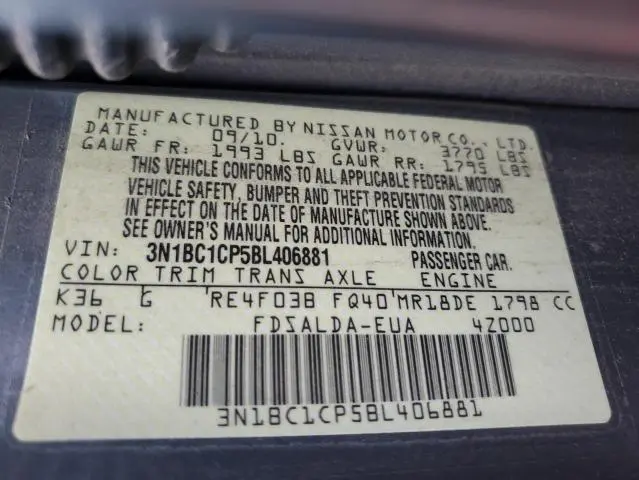 MANUFACTURED BY NISSAN MOTOR CO., LTD.
DATE: 09/10. GVWR: 3770 LBS
GAWR FR: 1993 LBS GAWR RR: 1795 LBS
THIS VEHICLE CONFORMS TO ALL APPLICABLE FEDERAL MOTOR
VEHICLE SAFETY, BUMPER AND THEFT PREVENTION STANDARDS
IN EFFECT ON THE DATE OF MANUFACTURE SHOWN ABOVE.
SEE OWNER'S MANUAL FOR ADDITIONAL INFORMATION.
VIN: 3N1BC1CP5BL406881 PASSENGER CAR.
COLOR TRIM TRANS AXLE ENGINE
K36 G RE4F03B FQ40 MR18DE 1798 CC
MODEL: FDSALDA-EUA 4Z000
3N1BC1CP5BL406881